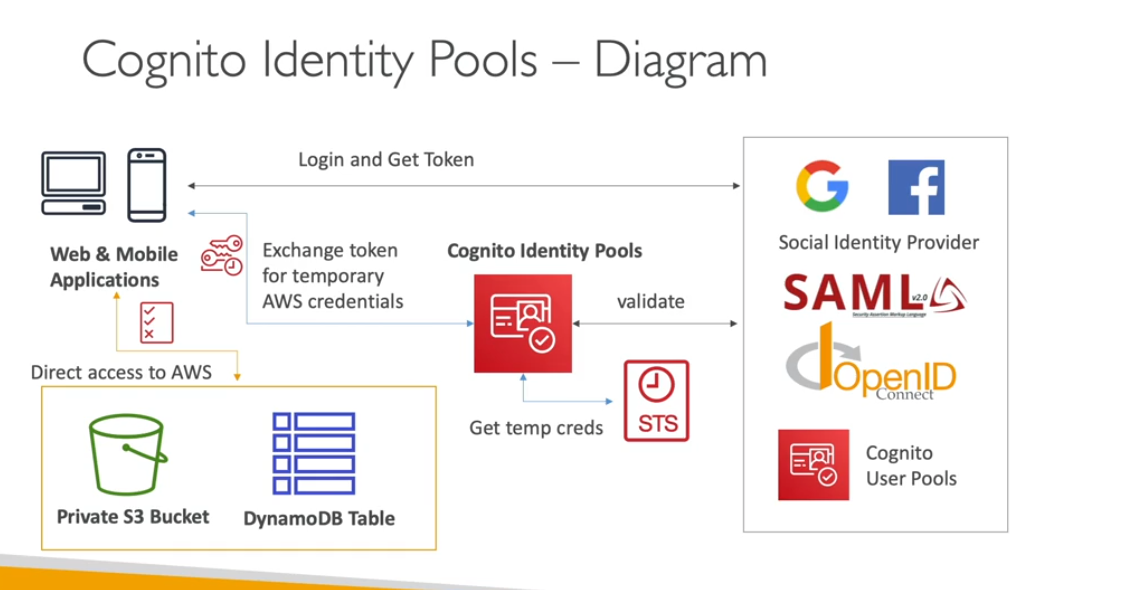 Cognito Identity Pools – Diagram
Login and Get Token
Web & Mobile
Applications
Exchange token
for temporary
AWS credentials
Cognito Identity Pools
validate
Social Identity Provider
SAML v2.0
Security Assertion Markup Language
OpenID
Connect
Direct access to AWS
Get temp creds
STS
Cognito
User Pools
Private S3 Bucket
DynamoDB Table